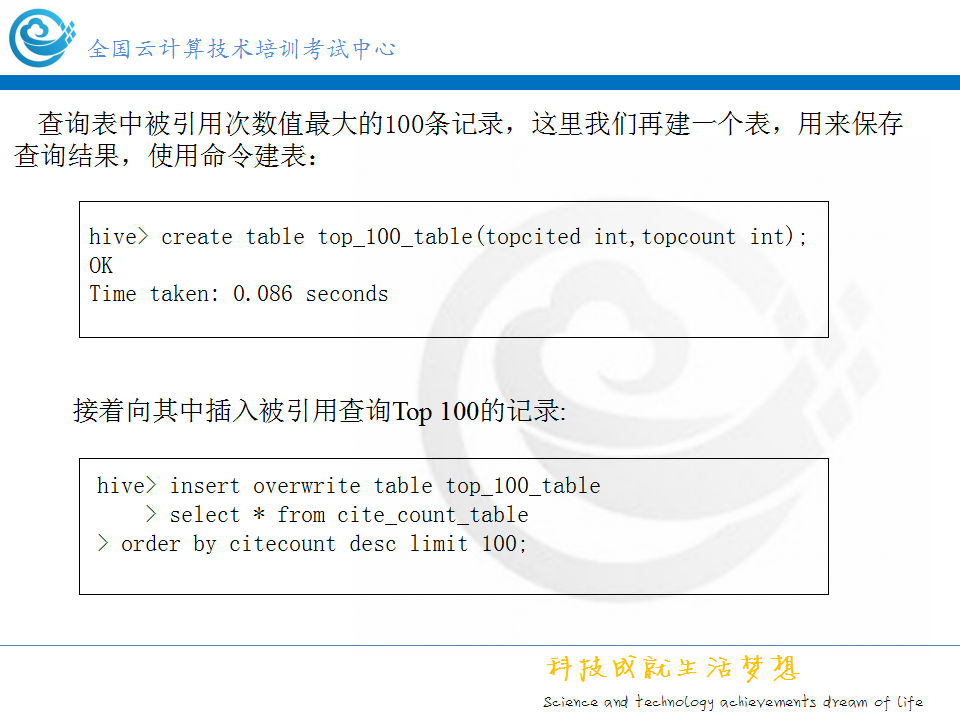 全国云计算技术培训考试中心
查询表中被引用次数值最大的100条记录，这里我们再建一个表，用来保存
查询结果，使用命令建表：
hive> create table top_100_table(topcited int,topcount int);
OK
Time taken: 0.086 seconds
接着向其中插入被引用查询Top 100的记录:
hive> insert overwrite table top_100_table
> select * from cite_count_table
> order by citecount desc limit 100;
科技成就生活梦想
Science and technology achievements dream of life